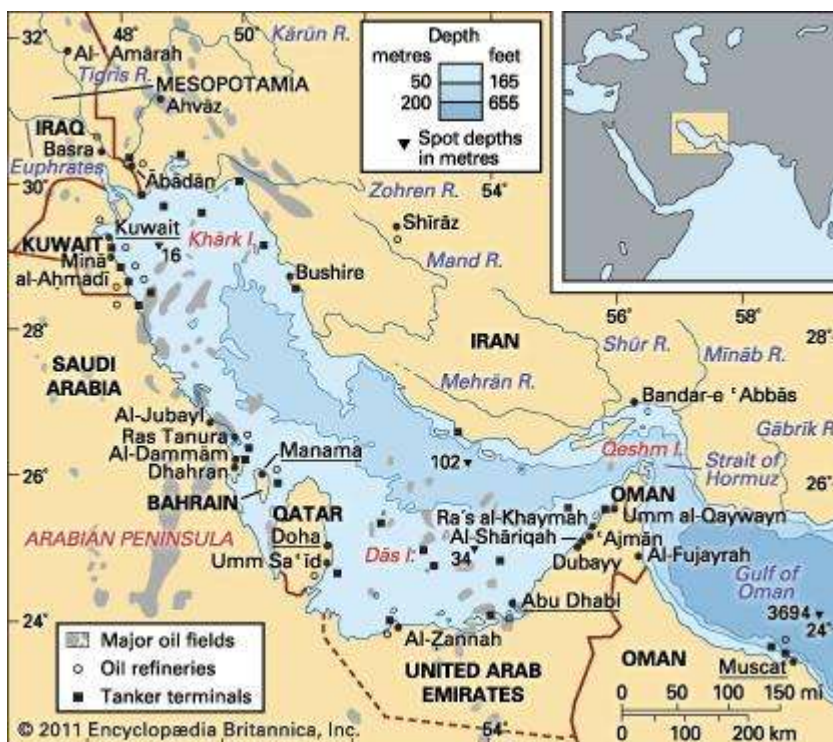 48°
50°
32°
Al-'Amārah
Kārūn R.
Tigris R.
MESOPOTAMIA
Ahvāz
IRAQ
Basra
Euphrates
Ābādān
30°
Depth
metres
feet
50
165
200
655
Spot depths
in metres
54°
Zohren R.
Shīrāz
Kuwait
KUWAIT
Khārk I.
16
Mīnā
al-Aḥmadī
Mand R.
Bushire
28°
56°
58°
28°
IRAN
Shūr R.
Mīnāb R.
SAUDI
ARABIA
Mehrān R.
Bandar-e 'Abbās
Al-Jubayl
Ras Tanura
Al-Dammām
Dhahran
Manama
Gābrīk R.
Qeshm I.
102
Strait of
Hormuz
26°
26°
BAHRAIN
QATAR
OMAN
Ra's al-Khaymah
Umm al-Qaywayn
ARABIAN PENINSULA
Doha
Al-Shāriqah
'Ajmān
Umm Sa'īd
Dās I.
34
Dubayy
Al-Fujayrah
Gulf of
Oman
24°
Abu Dhabi
3694
24°
Al-Zannah
Major oil fields
Oil refineries
Tanker terminals
UNITED ARAB
EMIRATES
OMAN
Muscat
0 50 100 150 mi
0 100 200 km
54°
© 2011 Encyclopædia Britannica, Inc.